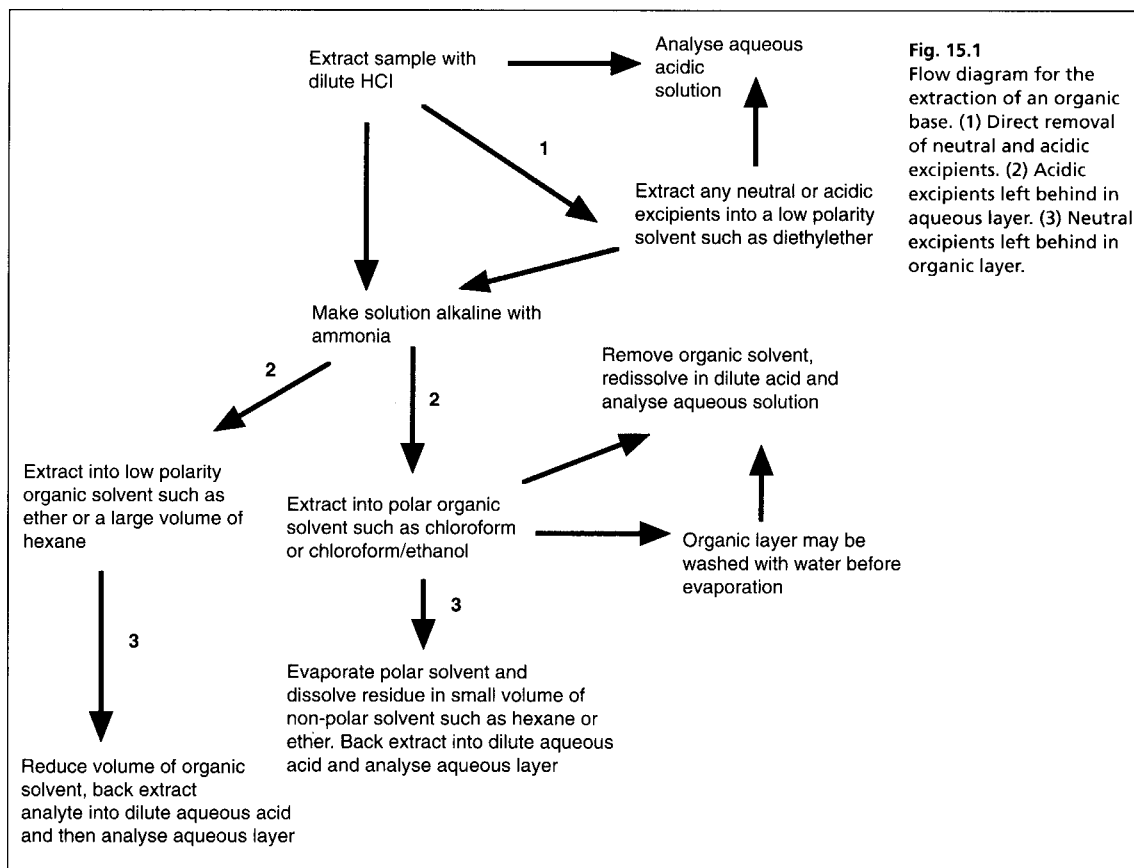 Extract sample with
dilute HCl
Analyse aqueous
acidic
solution
Fig. 15.1
Flow diagram for the
extraction of an organic
base. (1) Direct removal
of neutral and acidic
excipients. (2) Acidic
excipients left behind in
aqueous layer. (3) Neutral
excipients left behind in
organic layer.
1
Extract any neutral or acidic
excipients into a low polarity
solvent such as diethylether
Make solution alkaline with
ammonia
2
2
Remove organic solvent,
redissolve in dilute acid and
analyse aqueous solution
Extract into low polarity
organic solvent such as
ether or a large volume of
hexane
Extract into polar organic
solvent such as chloroform
or chloroform/ethanol
Organic layer may be
washed with water before
evaporation
3
3
Evaporate polar solvent and
dissolve residue in small volume of
non-polar solvent such as hexane or
ether. Back extract into dilute aqueous
acid and analyse aqueous layer
Reduce volume of organic
solvent, back extract
analyte into dilute aqueous acid
and then analyse aqueous layer